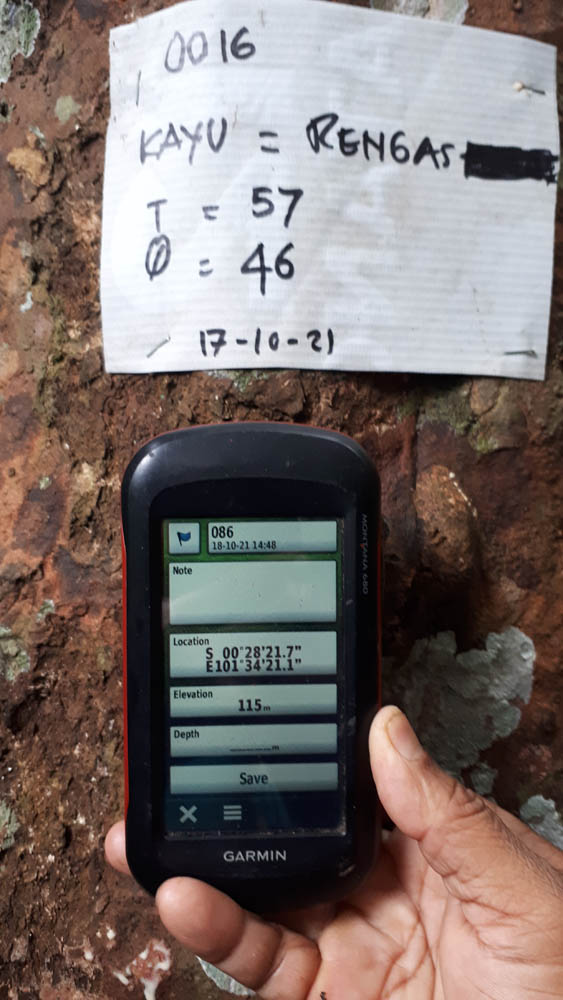 0016
KAYU = RENGAS
T = 57
Ø = 46
17-10-21
MONTANA 680
086
18-10-21 14:48
Note
Location
S 00°28'21.7"
E101°34'21.1"
Elevation
115m
Depth
_____m
Save
GARMIN